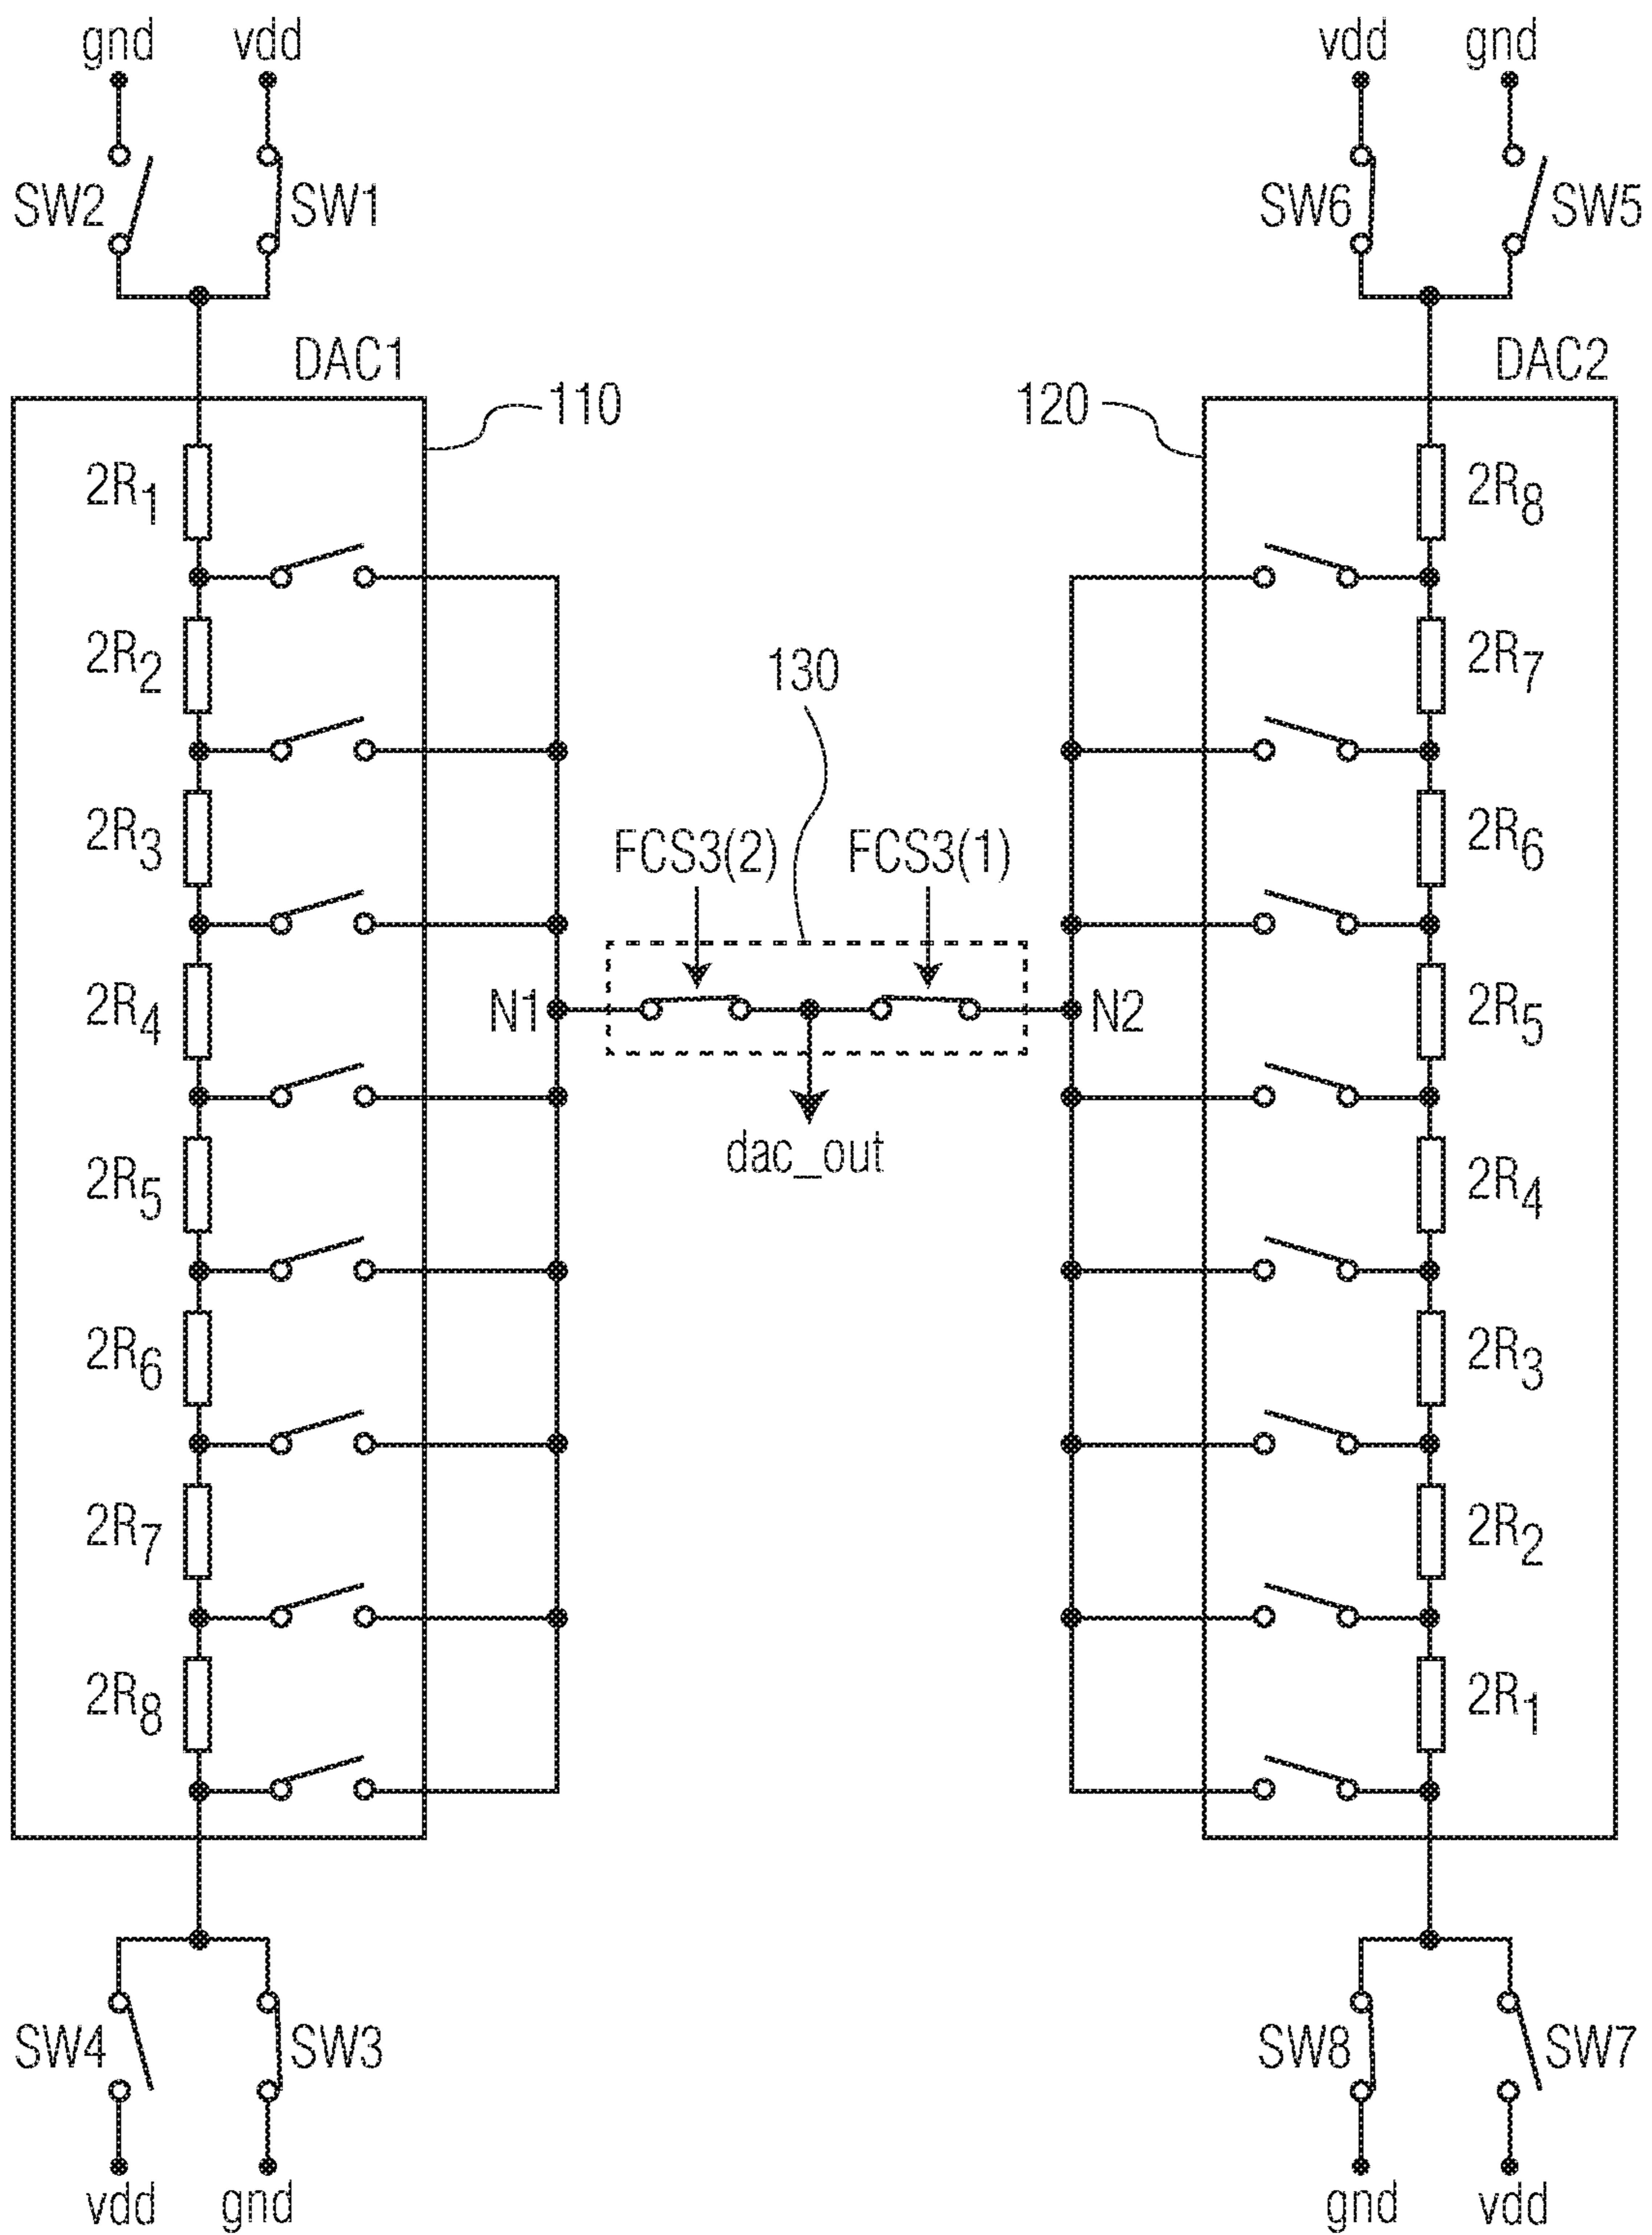 gnd vdd vdd gnd
SW2 SW1 SW6 SW5
DAC1 DAC2
110 120
2R1 2R8
2R2 2R7
130
2R3 FCS3(2) FCS3(1) 2R6
2R4 N1 N2 2R5
dac_out
2R5 2R4
2R6 2R3
2R7 2R2
2R8 2R1
SW4 SW3 SW8 SW7
vdd gnd gnd vdd